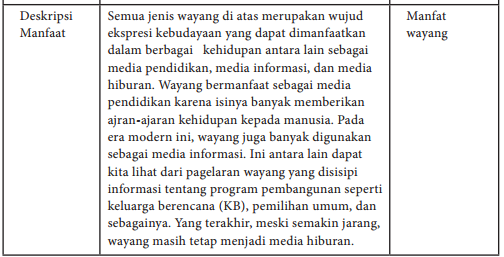 Deskripsi Manfaat
Semua jenis wayang di atas merupakan wujud
ekspresi kebudayaan yang dapat dimanfaatkan
dalam berbagai kehidupan antara lain sebagai
media pendidikan, media informasi, dan media
hiburan. Wayang bermanfaat sebagai media
pendidikan karena isinya banyak memberikan
ajran-ajaran kehidupan kepada manusia. Pada
era modern ini, wayang juga banyak digunakan
sebagai media informasi. Ini antara lain dapat
kita lihat dari pagelaran wayang yang disisipi
informasi tentang program pembangunan seperti
keluarga berencana (KB), pemilihan umum, dan
sebagainya. Yang terakhir, meski semakin jarang,
wayang masih tetap menjadi media hiburan.
Manfat
wayang